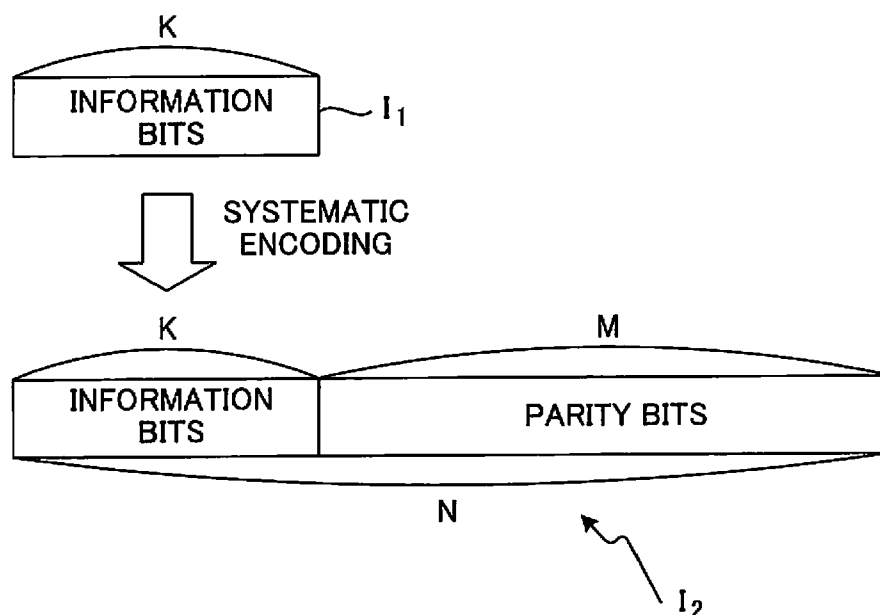 K
INFORMATION
BITS
I₁
SYSTEMATIC
ENCODING
K
M
INFORMATION
BITS
PARITY BITS
N
I₂